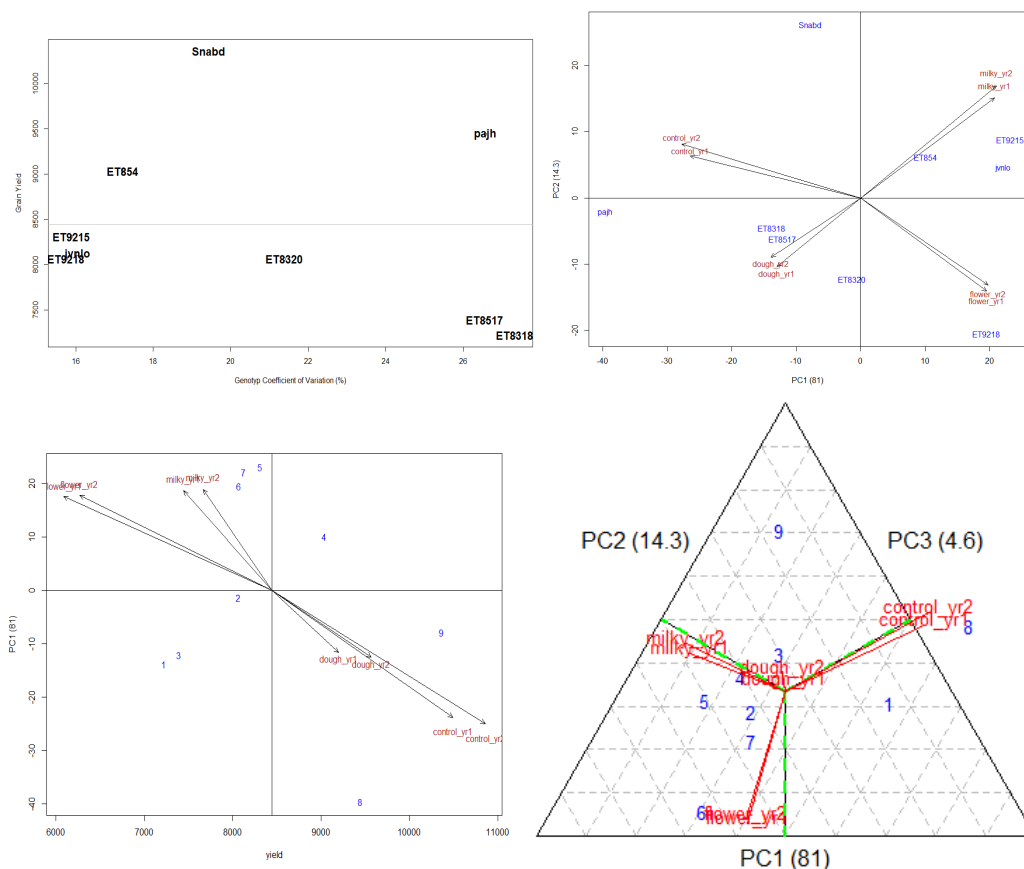 Snabd
pajh
ET854
ET9215
jvnlo
ET9218
ET8320
ET8517
ET8318
Grain Yield
7500 8000 8500 9000 9500 10000
16 18 20 22 24 26
Genotyp Coefficient of Variation (%)
Snabd
milky_yr2
milky_yr1
control_yr2
control_yr1
ET9215
ET854
jvnlo
pajh
ET8318
ET8517
dough_yr2
dough_yr1
ET8320
flower_yr2
flower_yr1
ET9218
PC2 (14.3)
-20 -10 0 10 20
-40 -30 -20 -10 0 10 20
PC1 (81)
flower_yr2
milky_yr1
milky_yr2
5
7
6
4
2
9
3
1
dough_yr1
dough_yr2
control_yr1
control_yr2
8
PC1 (81)
-40 -30 -20 -10 0 10 20
6000 7000 8000 9000 10000 11000
yield
9
PC2 (14.3)
PC3 (4.6)
control_yr2
control_yr1
8
milky_yr2
milky_yr1
3
dough_yr2
dough_yr1
4
5
2
1
7
6
flower_yr2
flower_yr1
PC1 (81)